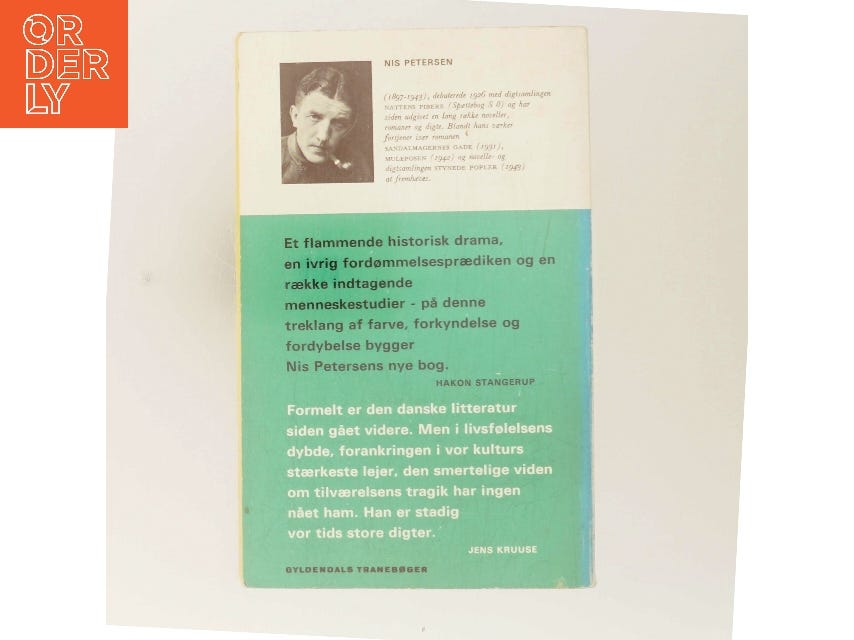 ORDERLY
NIS PETERSEN
(1897-1943), debuterede 1926 med digtsamlingen
NATTENS PIBERE (Spættebog S 8) og har
siden udgivet en lang række noveller,
romaner og digte. Blandt hans værker
fortjener især romanen
SANDALMAGERNES GADE (1931),
MULEPOSEN (1942) og novelle- og
digtsamlingen STYNEDE POPLER (1943)
at fremhæves.
Et flammende historisk drama,
en ivrig fordømmelsesprædiken og en
række indtagende
menneskestudier - på denne
treklang af farve, forkyndelse og
fordybelse bygger
Nis Petersens nye bog.
HAKON STANGERUP
Formelt er den danske litteratur
siden gået videre. Men i livsfølelsens
dybde, forankringen i vor kulturs
stærkeste lejer, den smertelige viden
om tilværelsens tragik har ingen
nået ham. Han er stadig
vor tids store digter.
JENS KRUUSE
GYLDENDALS TRANEBØGER